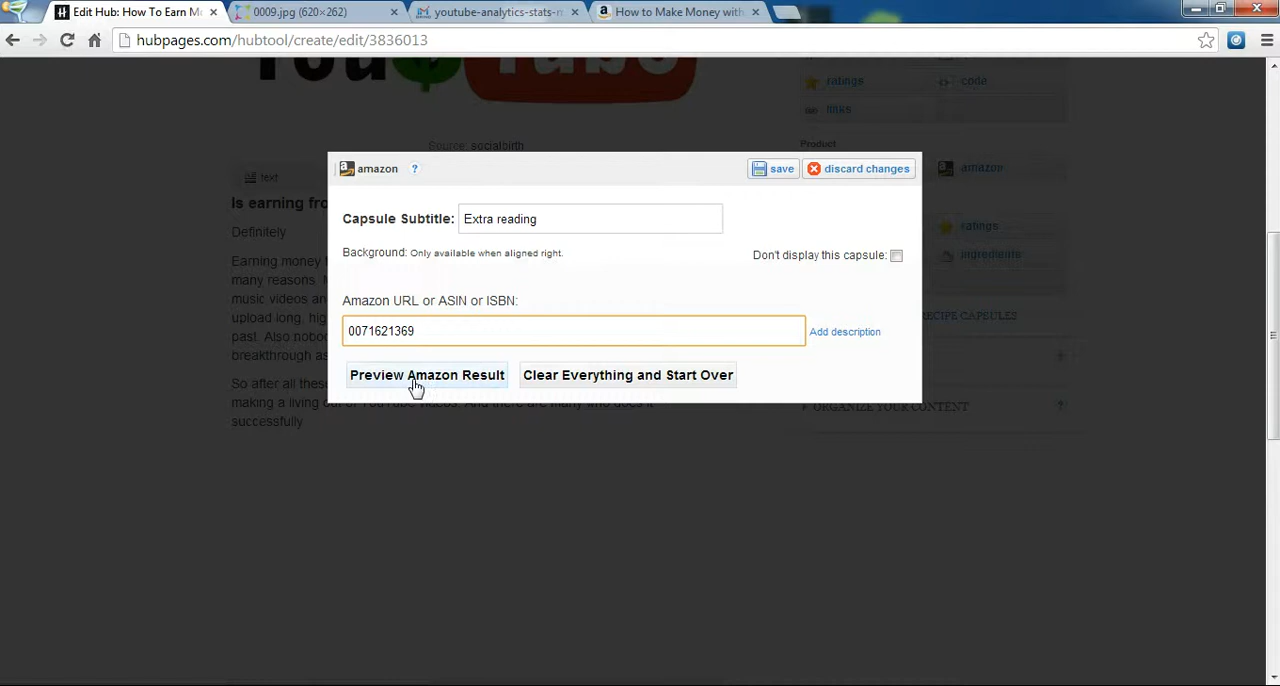 Edit Hub: How To Earn Mo
0009.jpg (620×262)
youtube-analytics-stats-m
How to Make Money with
hubpages.com/hubtool/create/edit/3836013
ratings
code
links
Source: socialbirth
Product
amazon
?
save
discard changes
amazon
text
Is earning fro
Capsule Subtitle: Extra reading
ratings
Definitely
Background: Only available when aligned right.
Don't display this capsule:
ingredients
Earning money
many reasons. M
music videos an
Amazon URL or ASIN or ISBN:
upload long, hig
RECIPE CAPSULES
past. Also nobod
0071621369
Add description
breakthrough as
Preview Amazon Result
Clear Everything and Start Over
So after all these
making a living out of YouTube videos. And there are many who does it
ORGANIZE YOUR CONTENT
?
successfully